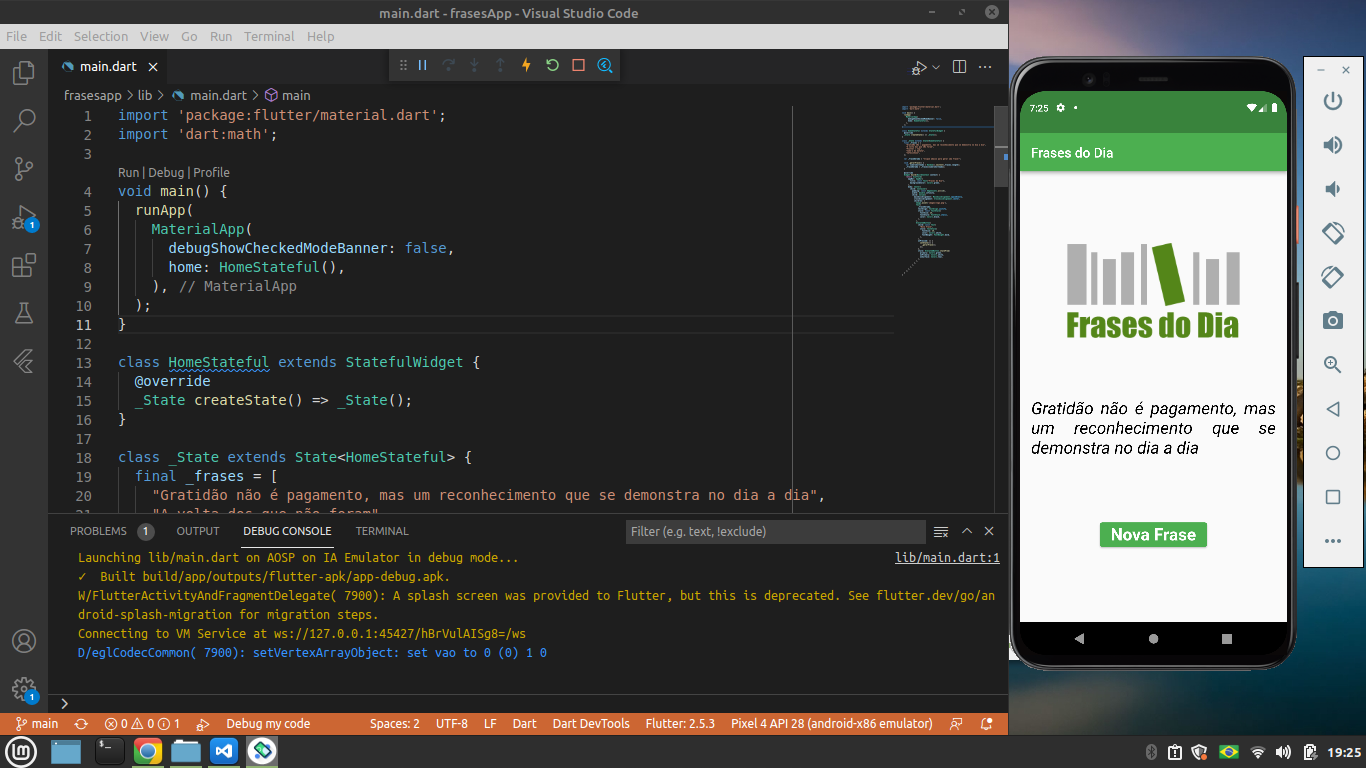 main.dart - frasesApp - Visual Studio Code
File Edit Selection View Go Run Terminal Help
main.dart
frasesapp > lib > main.dart > main
1 import 'package:flutter/material.dart';
2 import 'dart:math';
3
Run | Debug | Profile
4 void main() {
5 runApp(
6 MaterialApp(
7 debugShowCheckedModeBanner: false,
8 home: HomeStateful(),
9 ), // MaterialApp
10 );
11 }
12
13 class HomeStateful extends StatefulWidget {
14 @override
15 _State createState() => _State();
16 }
17
18 class _State extends State<HomeStateful> {
19 final _frases = [
20 "Gratidão não é pagamento, mas um reconhecimento que se demonstra no dia a dia",
21 "A volta dos que não foram"
PROBLEMS 1 OUTPUT DEBUG CONSOLE TERMINAL
Filter (e.g. text, !exclude)
Launching lib/main.dart on AOSP on IA Emulator in debug mode... lib/main.dart:1
✓ Built build/app/outputs/flutter-apk/app-debug.apk.
W/FlutterActivityAndFragmentDelegate( 7900): A splash screen was provided to Flutter, but this is deprecated. See flutter.dev/go/an
droid-splash-migration for migration steps.
Connecting to VM Service at ws://127.0.0.1:45427/hBrVulAISg8=/ws
D/eglCodecCommon( 7900): setVertexArrayObject: set vao to 0 (0) 1 0
1
1
main 0 0 1 Debug my code Spaces: 2 UTF-8 LF Dart Dart DevTools Flutter: 2.5.3 Pixel 4 API 28 (android-x86 emulator)
7:25
Frases do Dia
Frases do Dia
Gratidão não é pagamento, mas
um reconhecimento que se
demonstra no dia a dia
Nova Frase
19:25